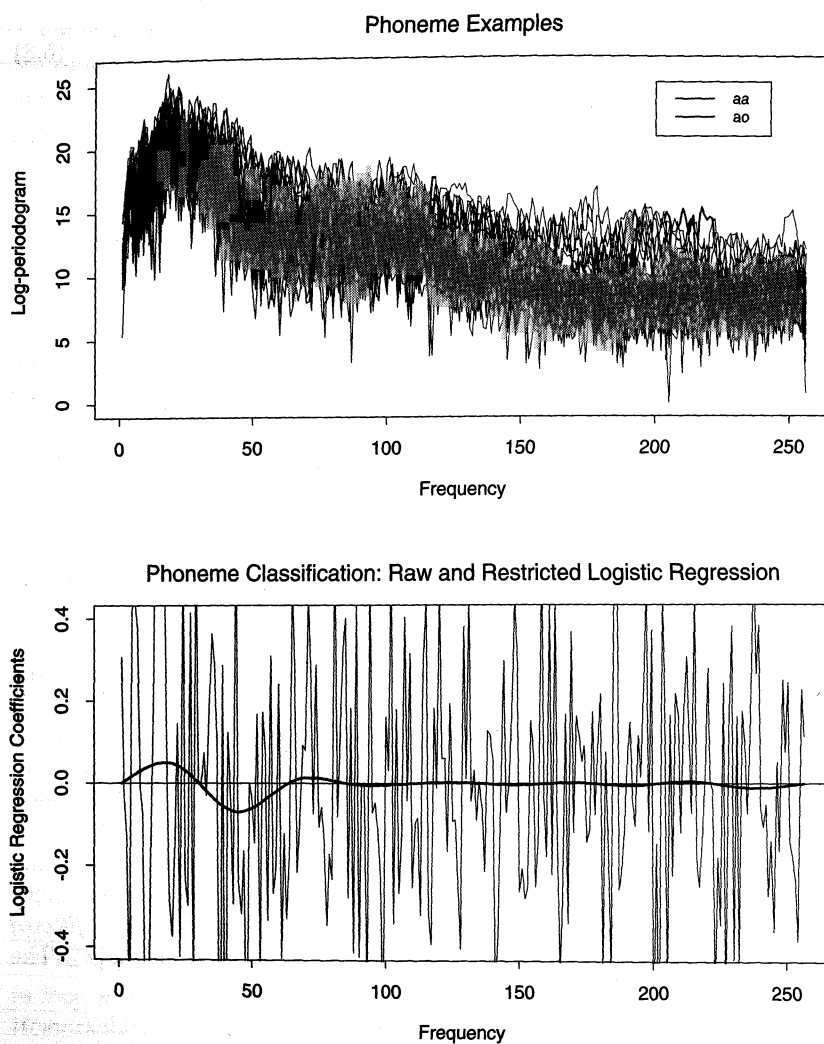 Phoneme Examples
25
20
15
10
5
0
Log-periodogram
aa
ao
0 50 100 150 200 250
Frequency
Phoneme Classification: Raw and Restricted Logistic Regression
0.4
0.2
0.0
-0.2
-0.4
Logistic Regression Coefficients
0 50 100 150 200 250
Frequency